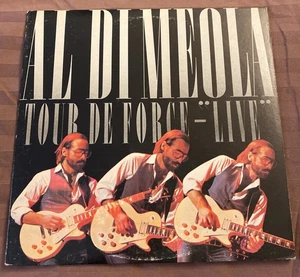 AL DI MEOLA
TOUR DE FORCE – "LIVE"